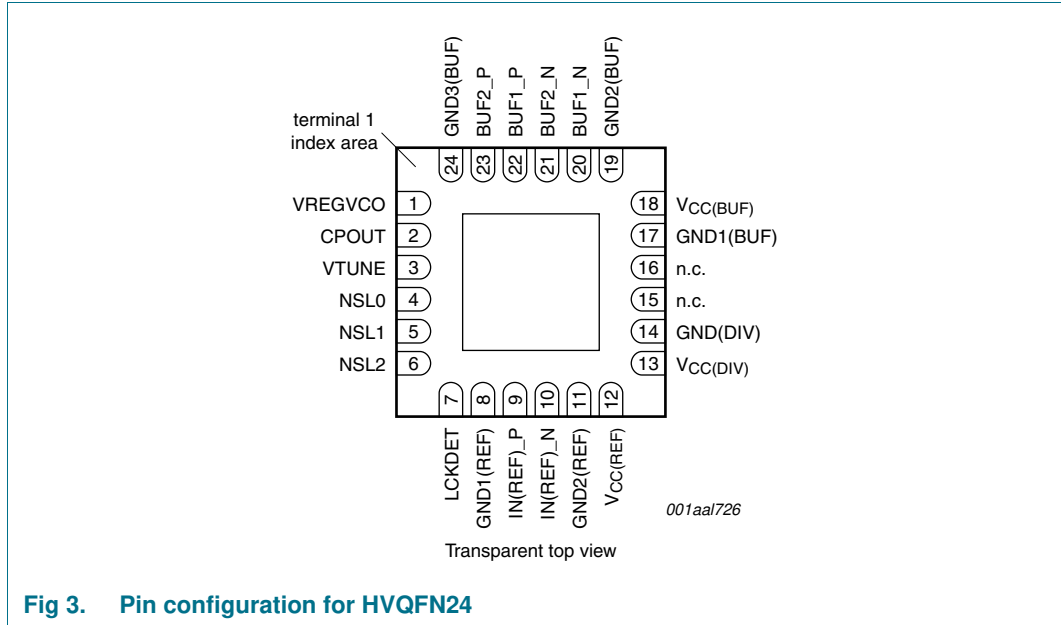 GND3(BUF)
BUF2_P
BUF1_P
BUF2_N
BUF1_N
GND2(BUF)
terminal 1
index area
24
23
22
21
20
19
VREGVCO 1
CPOUT 2
VTUNE 3
NSL0 4
NSL1 5
NSL2 6
18 VCC(BUF)
17 GND1(BUF)
16 n.c.
15 n.c.
14 GND(DIV)
13 VCC(DIV)
7
8
9
10
11
12
LCKDET
GND1(REF)
IN(REF)_P
IN(REF)_N
GND2(REF)
VCC(REF)
001aal726
Transparent top view
Fig 3. Pin configuration for HVQFN24